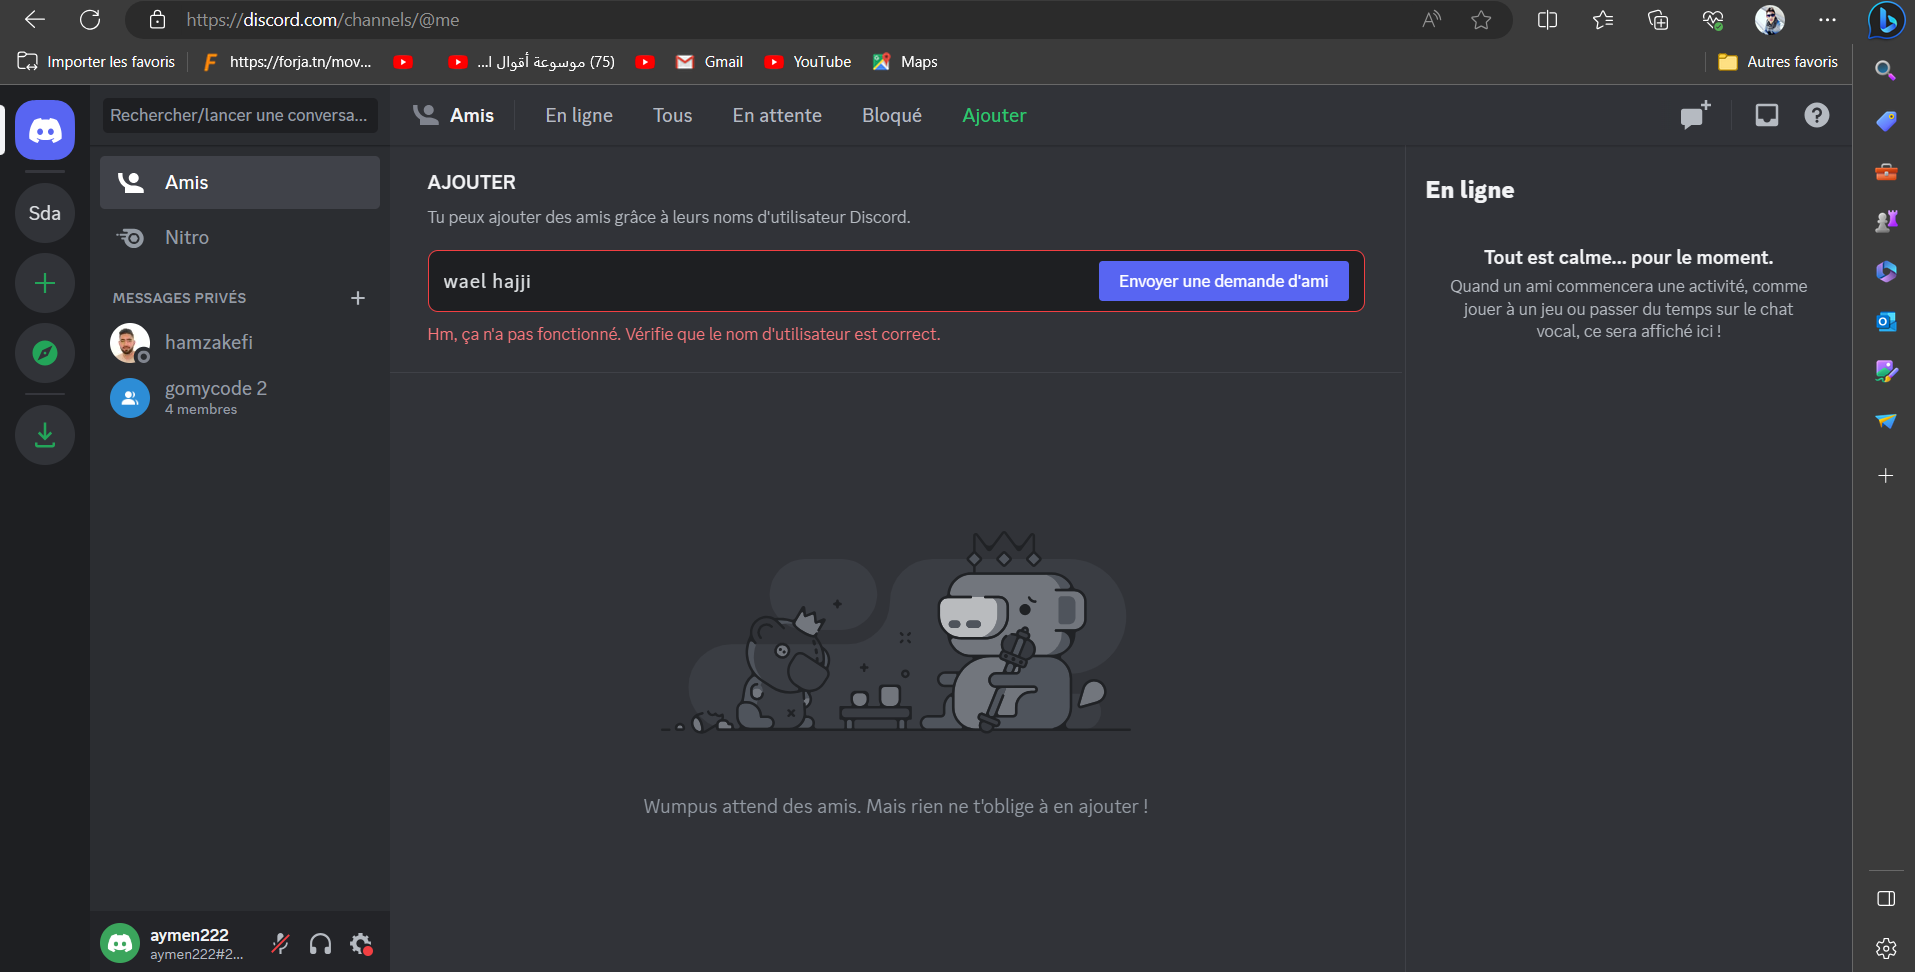 https://discord.com/channels/@me
Importer les favoris
https://forja.tn/mov...
(75) موسوعة أقوال ا...
Gmail
YouTube
Maps
Autres favoris
Rechercher/lancer une conversa...
Amis
En ligne
Tous
En attente
Bloqué
Ajouter
Sda
Amis
Nitro
MESSAGES PRIVÉS
hamzakefi
gomycode 2
4 membres
AJOUTER
Tu peux ajouter des amis grâce à leurs noms d'utilisateur Discord.
wael hajji
Envoyer une demande d'ami
Hm, ça n'a pas fonctionné. Vérifie que le nom d'utilisateur est correct.
Wumpus attend des amis. Mais rien ne t'oblige à en ajouter !
En ligne
Tout est calme... pour le moment.
Quand un ami commencera une activité, comme
jouer à un jeu ou passer du temps sur le chat
vocal, ce sera affiché ici !
aymen222
aymen222#2...